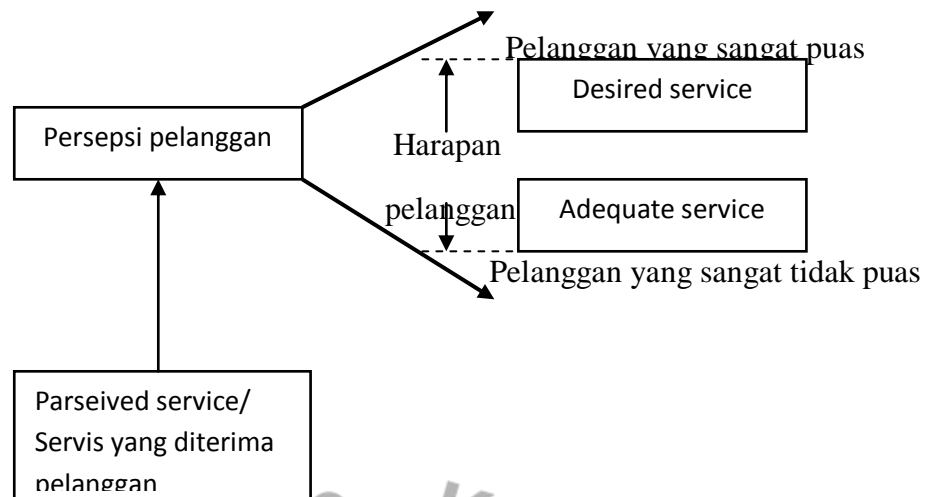 Pelanggan yang sangat puas
Desired service
Persepsi pelanggan
Harapan
pelanggan
Adequate service
Pelanggan yang sangat tidak puas
Parseived service/
Servis yang diterima
pelanggan